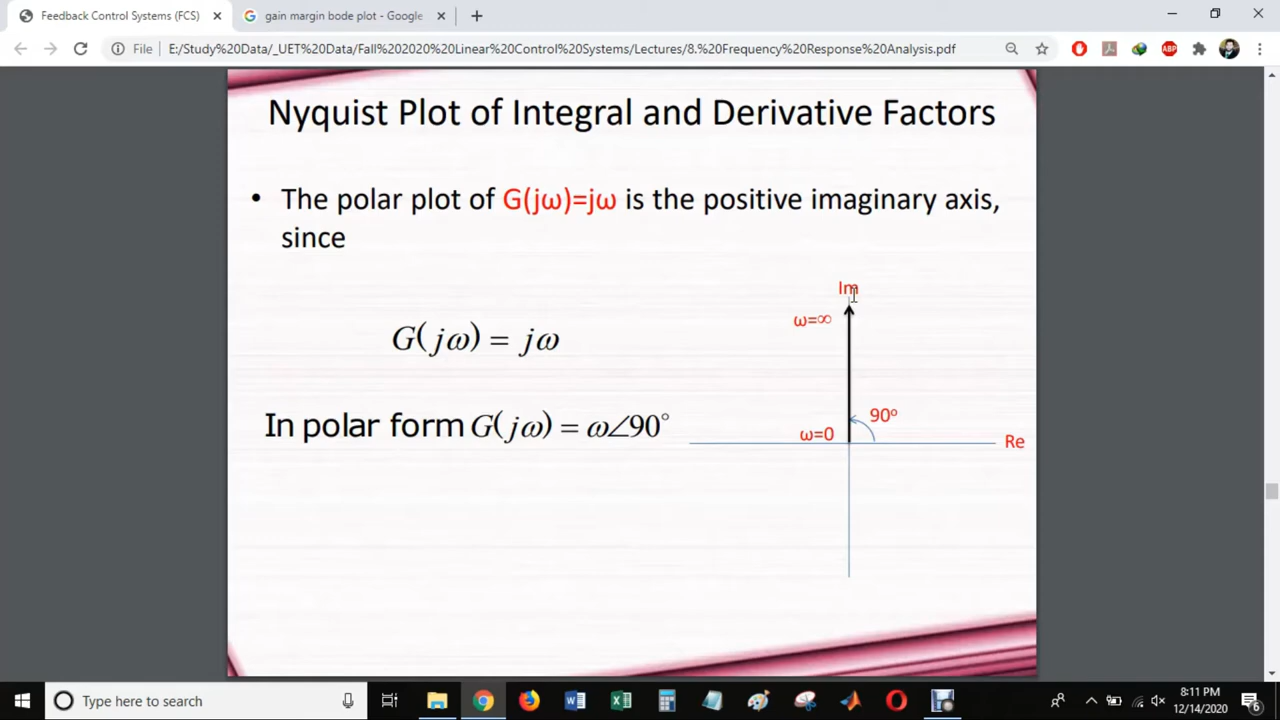 Feedback Control Systems (FCS)
gain margin bode plot - Google
File
E:/Study%20Data/_UET%20Data/Fall%202020%20Linear%20Control%20Systems/Lectures/8.%20Frequency%20Response%20Analysis.pdf
ABP
Nyquist Plot of Integral and Derivative Factors
• The polar plot of G(jω)=jω is the positive imaginary axis,
since
Im
ω=∞
G(jω) = jω
90°
In polar form G(jω) = ω∠90°
ω=0
Re
Type here to search
8:11 PM
12/14/2020
6